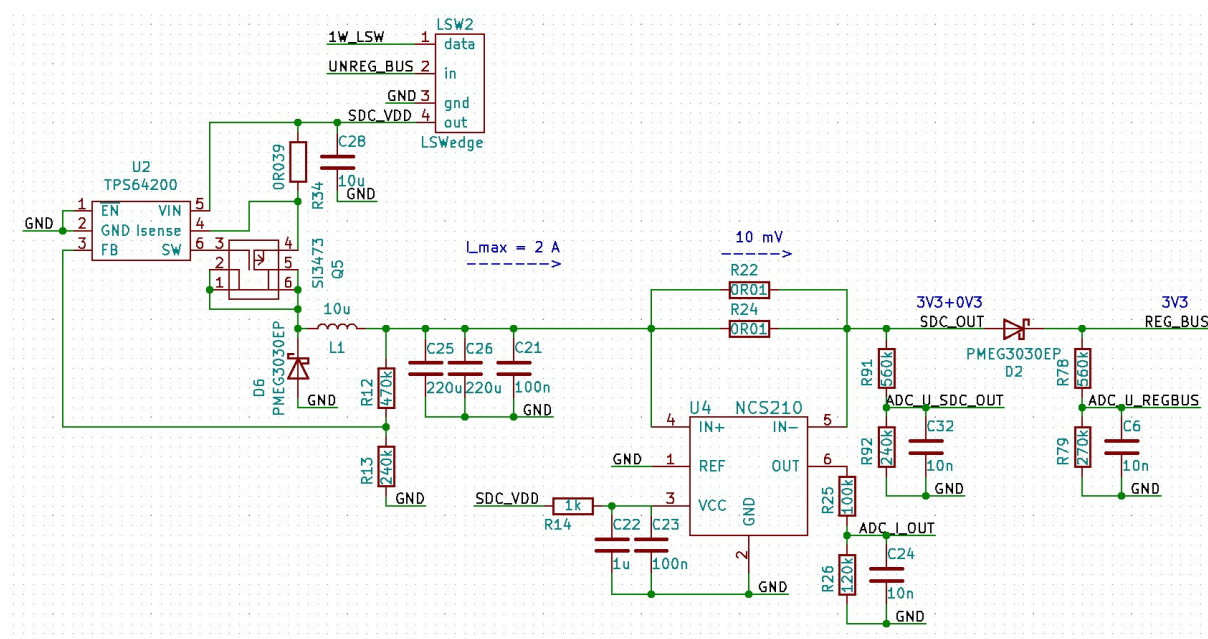 LSW2
1W_LSW 1 data
UNREG_BUS 2 in
GND 3 gnd
SDC_VDD 4 out
LSWedge
C28
10u
GND
0R039
R34
U2
TPS64200
GND
1 EN VIN 5
2 GND Isense 4
3 FB SW 6
3 4
2 5
1 6
SI3473
Q5
I_max = 2 A
---------->
10 mV
------->
R22
0R01
R24
0R01
10u
L1
D6
PMEG3030EP
GND
R12
470k
R13
240k
GND
C25
220u
C26
220u
C21
100n
GND
3V3+0V3
SDC_OUT
PMEG3030EP
D2
3V3
REG_BUS
R91
560k
ADC_U_SDC_OUT
R92
240k
C32
10n
GND
R78
560k
ADC_U_REGBUS
R79
270k
C6
10n
GND
U4 NCS210
4 IN+ IN- 5
GND 1 REF OUT 6
3 VCC
GND
2
SDC_VDD
1k
R14
C22
1u
C23
100n
GND
R25
100k
ADC_I_OUT
R26
120k
C24
10n
GND